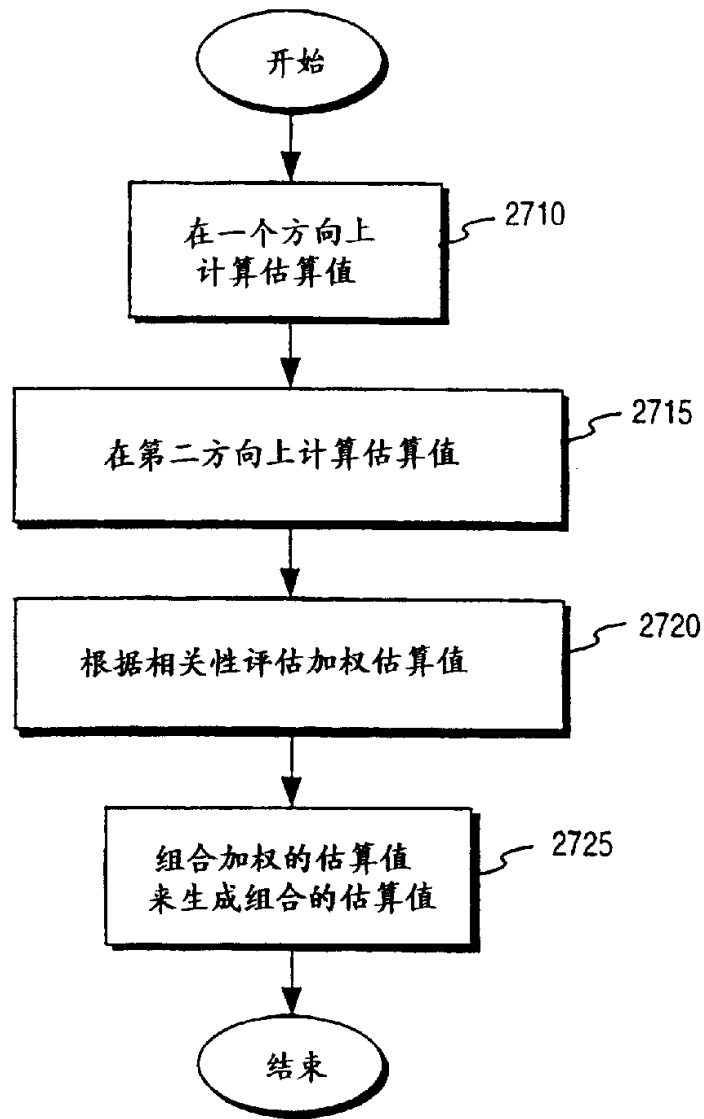 开始
在一个方向上
计算估算值
2710
在第二方向上计算估算值
2715
根据相关性评估加权估算值
2720
组合加权的估算值
来生成组合的估算值
2725
结束